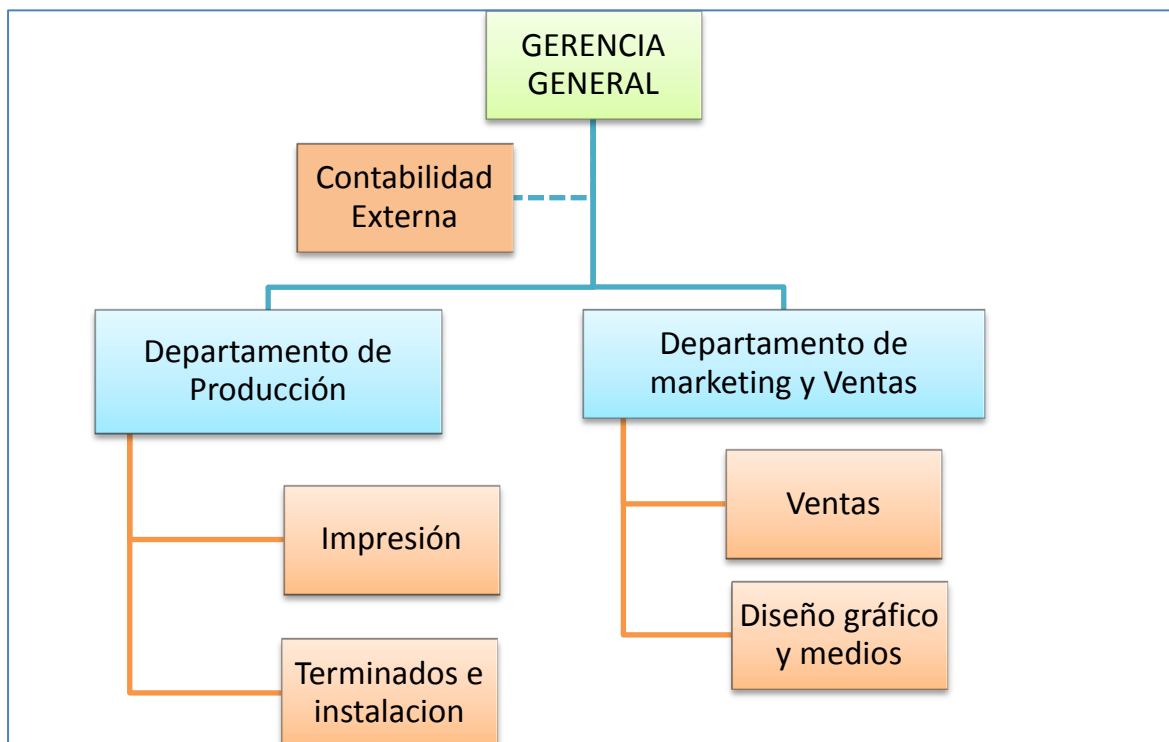 GERENCIA
GENERAL
Contabilidad
Externa
Departamento de
Producción
Departamento de
marketing y Ventas
Impresión
Ventas
Terminados e
instalacion
Diseño gráfico
y medios